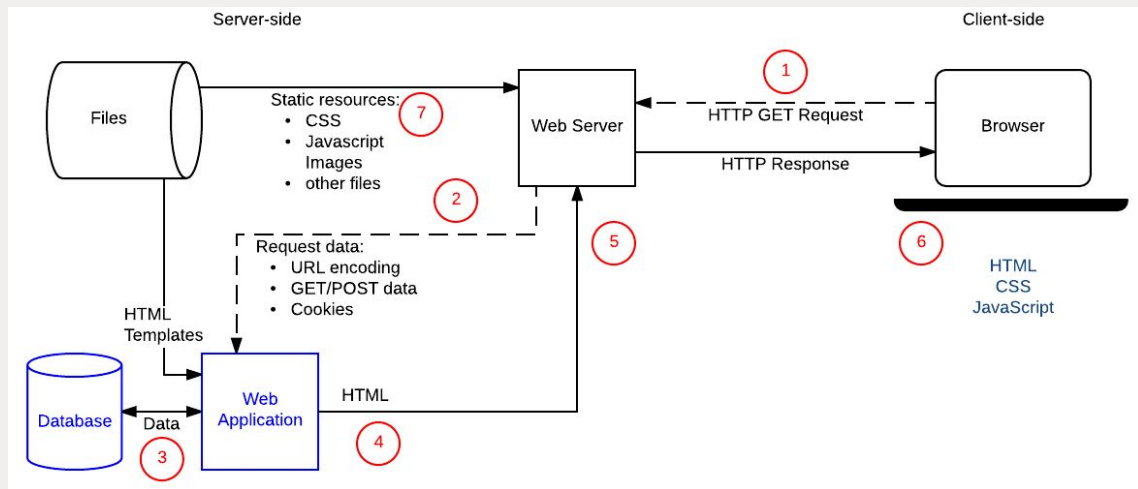 Server-side
Client-side
1
Files
Static resources:
• CSS
• Javascript
Images
• other files
7
Web Server
HTTP GET Request
Browser
HTTP Response
2
Request data:
• URL encoding
• GET/POST data
• Cookies
5
6
HTML
CSS
JavaScript
HTML
Templates
Database
Data
3
Web
Application
HTML
4